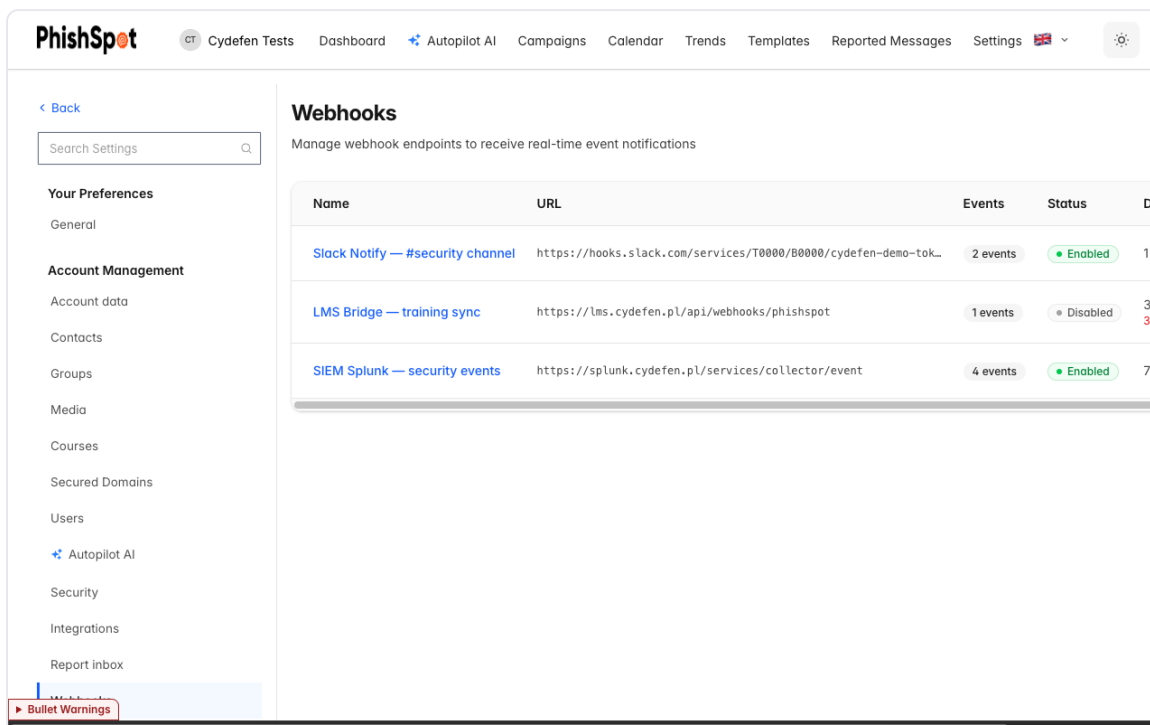 PhishSpot
CT Cydefen Tests Dashboard Autopilot AI Campaigns Calendar Trends Templates Reported Messages Settings
Back
Search Settings
Your Preferences
General
Account Management
Account data
Contacts
Groups
Media
Courses
Secured Domains
Users
Autopilot AI
Security
Integrations
Report inbox
Webhooks
Bullet Warnings
Webhooks
Manage webhook endpoints to receive real-time event notifications
Name URL Events Status D
Slack Notify — #security channel https://hooks.slack.com/services/T0000/B0000/cydefen-demo-tok… 2 events Enabled 1
LMS Bridge — training sync https://lms.cydefen.pl/api/webhooks/phishspot 1 events Disabled 3
3
SIEM Splunk — security events https://splunk.cydefen.pl/services/collector/event 4 events Enabled 7